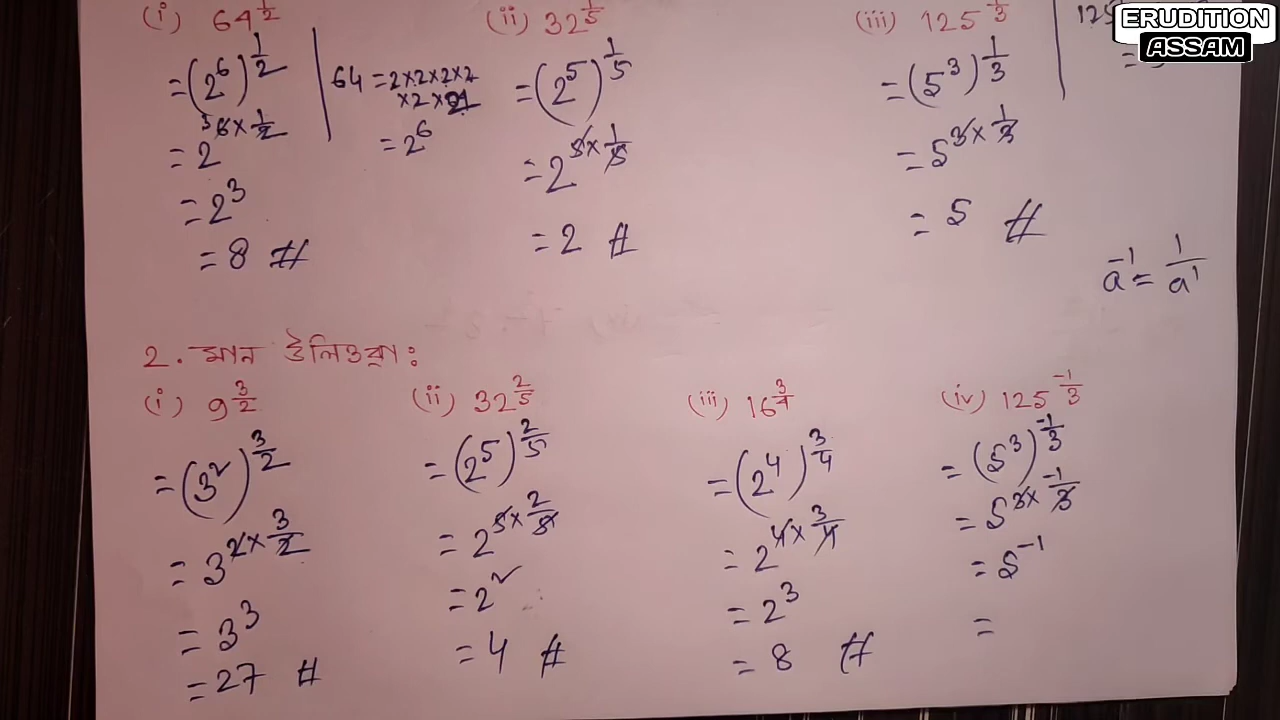 ERUDITION
ASSAM
(i) 64^{1/2}
= (2^6)^{1/2}
= 2^{6×1/2}
= 2^3
= 8 #
64 = 2×2×2×2
×2×2
= 2^6
(ii) 32^{1/5}
= (2^5)^{1/5}
= 2^{5×1/5}
= 2 #
(iii) 125^{1/3}
= (5^3)^{1/3}
= 5^{3×1/3}
= 5 #
a^{-1} = 1/a^1
2. মান উলিওৱা:
(i) 9^{3/2}
= (3^2)^{3/2}
= 3^{2×3/2}
= 3^3
= 27 #
(ii) 32^{2/5}
= (2^5)^{2/5}
= 2^{5×2/5}
= 2^2
= 4 #
(iii) 16^{3/4}
= (2^4)^{3/4}
= 2^{4×3/4}
= 2^3
= 8 #
(iv) 125^{-1/3}
= (5^3)^{-1/3}
= 5^{3×-1/3}
= 5^{-1}
=